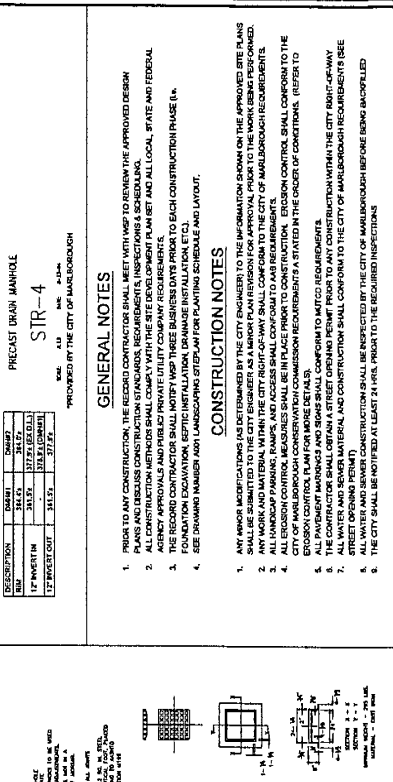 DESCRIPTION DMH#1 DMH#2
RIM
12" INVERT IN
12" INVERT OUT
PRECAST DRAIN MANHOLE
STR-4
*PROVIDED BY THE CITY OF MARLBOROUGH
GENERAL NOTES
1. PRIOR TO ANY CONSTRUCTION, THE RECORD CONTRACTOR SHALL MEET WITH WSP TO REVIEW THE APPROVED DESIGN
PLANS AND DISCUSS CONSTRUCTION STANDARDS, REQUIREMENTS, INSPECTIONS & SCHEDULING.
2. ALL CONSTRUCTION METHODS SHALL COMPLY WITH THE SITE DEVELOPMENT PLAN SET AND ALL LOCAL, STATE AND FEDERAL
AGENCY APPROVALS AND PUBLIC/PRIVATE UTILITY COMPANY REQUIREMENTS.
3. THE RECORD CONTRACTOR SHALL NOTIFY WSP THREE BUSINESS DAYS PRIOR TO EACH CONSTRUCTION PHASE (i.e.
FOUNDATION EXCAVATION, SEPTIC INSTALLATION, DRAINAGE INSTALLATION, ETC.)
4. SEE DRAWING NUMBER A001 LANDSCAPING SITEPLAN FOR PLANTING SCHEDULE AND LAYOUT.
CONSTRUCTION NOTES
1. ANY MINOR MODIFICATIONS (AS DETERMINED BY THE CITY ENGINEER) TO THE INFORMATION SHOWN ON THE APPROVED SITE PLANS
SHALL BE SUBMITTED TO THE CITY ENGINEER AS A MINOR PLAN REVISION FOR APPROVAL PRIOR TO THE WORK BEING PERFORMED.
2. ANY WORK AND MATERIAL WITHIN THE CITY RIGHT-OF-WAY SHALL CONFORM TO THE CITY OF MARLBOROUGH REQUIREMENTS.
3. ALL HANDICAP PARKING, RAMPS, AND ACCESS SHALL CONFORM TO AAB REQUIREMENTS.
4. ALL EROSION CONTROL MEASURES SHALL BE IN PLACE PRIOR TO CONSTRUCTION. EROSION CONTROL SHALL CONFORM TO THE
CITY OF MARLBOROUGH CONSERVATION COMMISSION REQUIREMENTS A STATED IN THE ORDER OF CONDITIONS. (REFER TO
EROSION CONTROL PLAN FOR MORE DETAILS).
5. ALL PAVEMENT MARKINGS AND SIGNS SHALL CONFORM TO MUTCD REQUIREMENTS.
6. THE CONTRACTOR SHALL OBTAIN A STREET OPENING PERMIT PRIOR TO ANY CONSTRUCTION WITHIN THE CITY RIGHT-OF-WAY
7. ALL WATER AND SEWER MATERIAL AND CONSTRUCTION SHALL CONFORM TO THE CITY OF MARLBOROUGH REQUIREMENTS (SEE
STREET OPENING PERMIT)
8. ALL WATER AND SEWER CONSTRUCTION SHALL BE INSPECTED BY THE CITY OF MARLBOROUGH BEFORE BEING BACKFILLED
9. THE CITY SHALL BE NOTIFIED AT LEAST 24 HRS. PRIOR TO THE REQUIRED INSPECTIONS
SECTION X - X
SECTION Y - Y